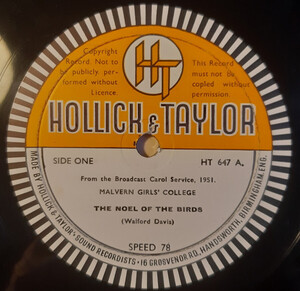 Copyright
Record. Not to
be publicly per-
formed without
Licence
HT
This Record
must not be
copied without
permission
HOLLICK & TAYLOR
SIDE ONE
HT 647 A.
From the Broadcast Carol Service, 1951.
MALVERN GIRLS' COLLEGE
THE NOEL OF THE BIRDS
(Walford Davis)
SPEED 78
MADE BY HOLLICK & TAYLOR · SOUND RECORDISTS · 16 GROSVENOR RD. HANDSWORTH, BIRMINGHAM, ENG.